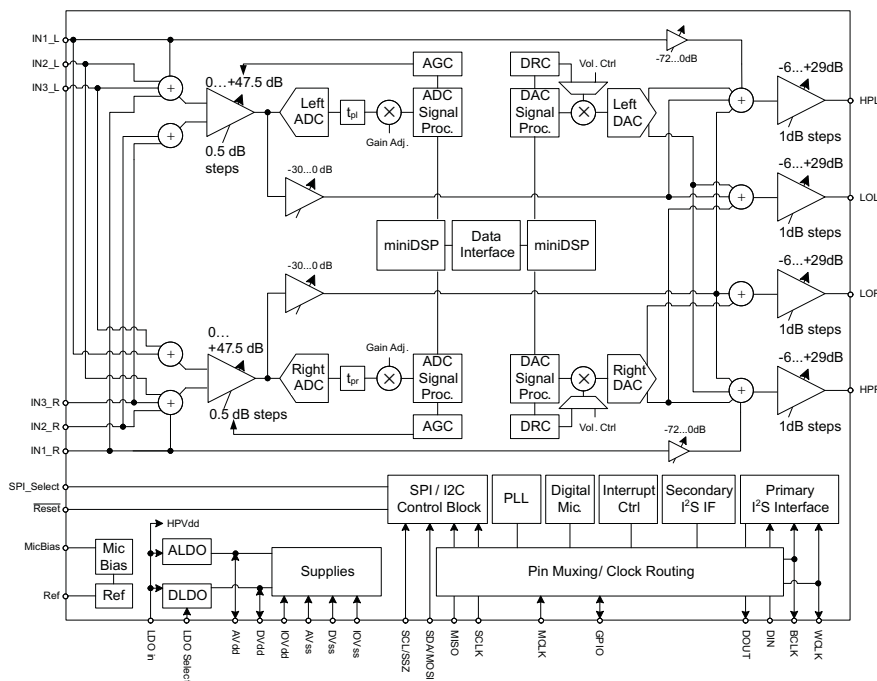 IN1_L
IN2_L
IN3_L
0…+47.5 dB
0.5 dB
steps
Left
ADC
tpl
Gain Adj.
AGC
ADC
Signal
Proc.
DRC
Vol. Ctrl
DAC
Signal
Proc.
Left
DAC
-72...0dB
-6...+29dB
1dB steps
HPL
-30...0 dB
-6...+29dB
1dB steps
LOL
miniDSP
Data
Interface
miniDSP
-30...0 dB
-6...+29dB
1dB steps
LOR
0…
+47.5 dB
0.5 dB steps
Right
ADC
tpr
Gain Adj.
ADC
Signal
Proc.
AGC
DAC
Signal
Proc.
DRC
Vol. Ctrl
Right
DAC
-72...0dB
-6...+29dB
1dB steps
HPR
IN3_R
IN2_R
IN1_R
SPI_Select
Reset
SPI / I2C
Control Block
PLL
Digital
Mic.
Interrupt
Ctrl
Secondary
I²S IF
Primary
I²S Interface
HPVdd
MicBias
Mic
Bias
Ref
Ref
ALDO
DLDO
Supplies
Pin Muxing/ Clock Routing
LDO in
LDO Select
AVdd
DVdd
IOVdd
AVss
DVss
IOVss
SCL/SSZ
SDA/MOSI
MISO
SCLK
MCLK
GPIO
DOUT
DIN
BCLK
WCLK